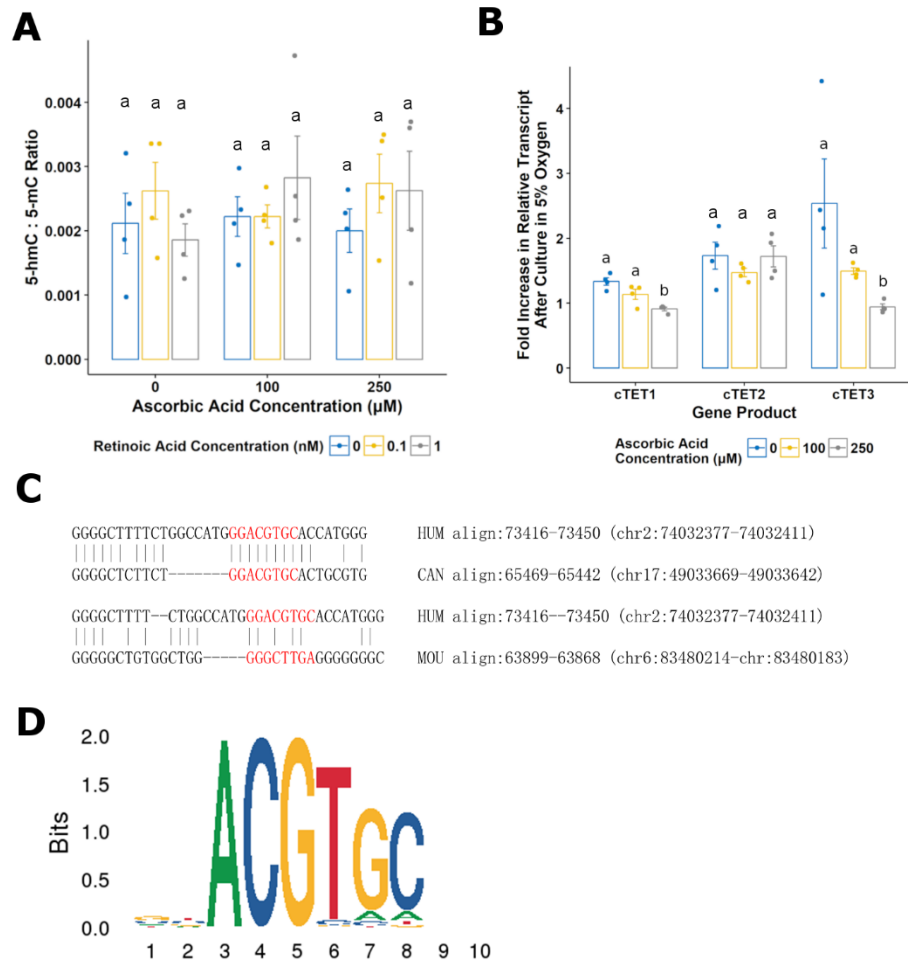 A
5-hmC : 5-mC Ratio
0.004
0.003
0.002
0.001
0.000
a a a
a a a
a a a
0 100 250
Ascorbic Acid Concentration (µM)
Retinoic Acid Concentration (nM) 0 0.1 1
B
Fold Increase in Relative Transcript
After Culture in 5% Oxygen
4
3
2
1
0
a a b
a a a
a a b
cTET1 cTET2 cTET3
Gene Product
Ascorbic Acid
Concentration (µM) 0 100 250
C
GGGGCTTTTCTGGCCATGGGACGTGCACCATGGG HUM align:73416-73450 (chr2:74032377-74032411)
GGGGCTCTTCT-------GGACGTGCACTGCGTG CAN align:65469-65442 (chr17:49033669-49033642)
GGGGCTTTT--CTGGCCATGGGACGTGCACCATGGG HUM align:73416--73450 (chr2:74032377-74032411)
GGGGGCTGTGGCTGG-----GGGCTTGAGGGGGGGC MOU align:63899-63868 (chr6:83480214-chr:83480183)
D
Bits
2.0
1.5
1.0
0.5
0.0
ACGTGC
1 2 3 4 5 6 7 8 9 10